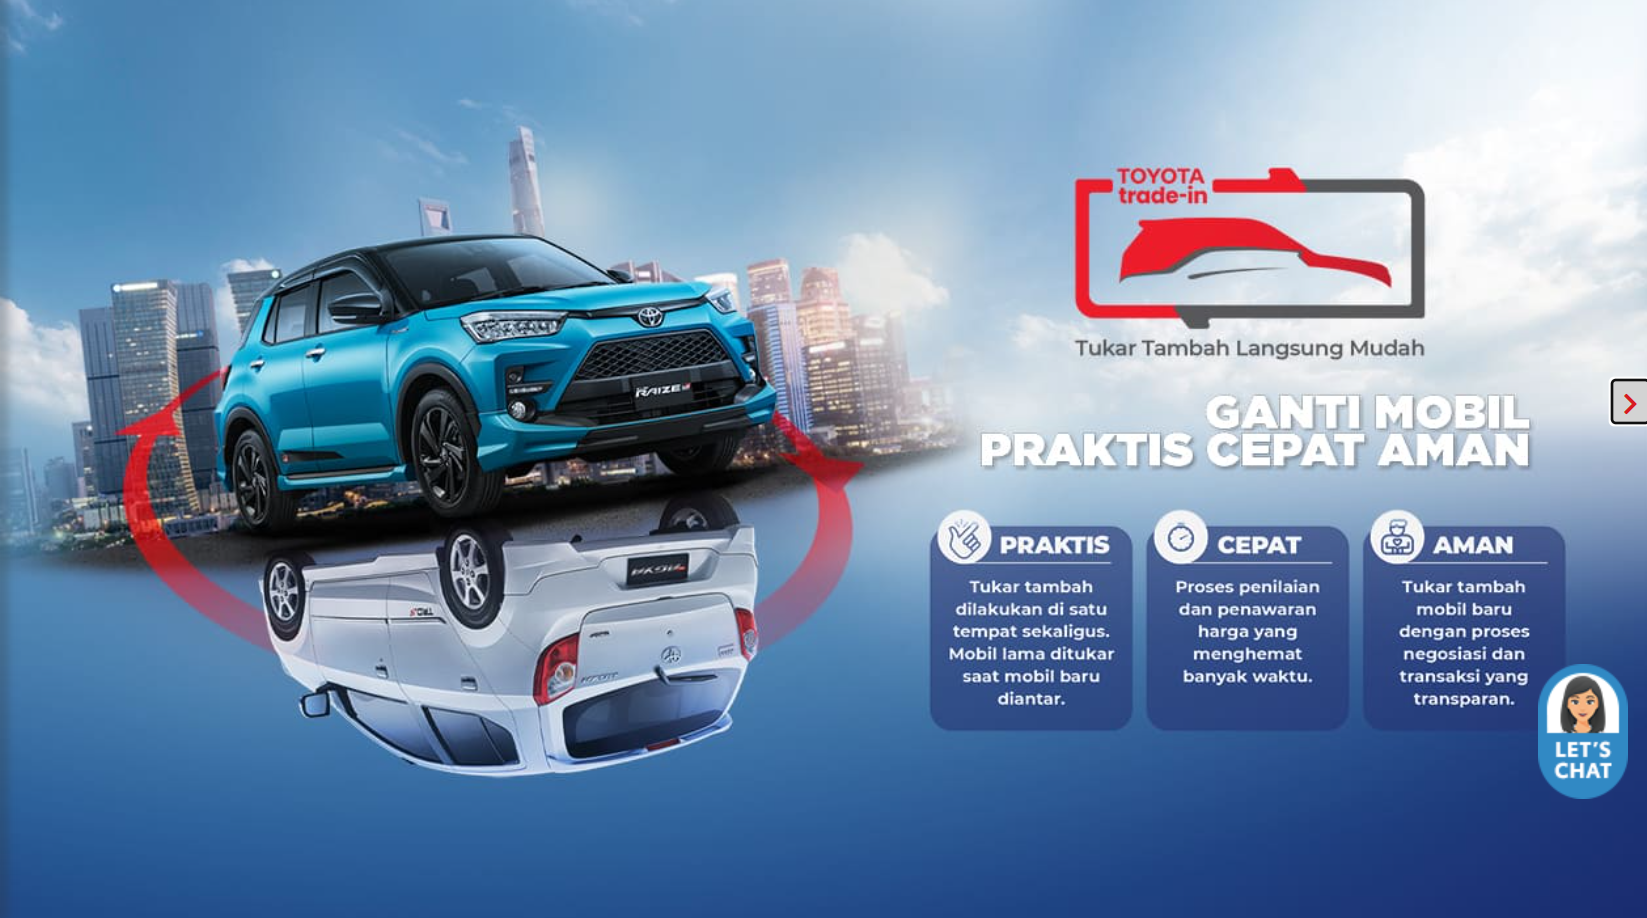 TOYOTA
trade-in
Tukar Tambah Langsung Mudah
GANTI MOBIL
PRAKTIS CEPAT AMAN
RAIZE
PRAKTIS
Tukar tambah
dilakukan di satu
tempat sekaligus.
Mobil lama ditukar
saat mobil baru
diantar.
CEPAT
Proses penilaian
dan penawaran
harga yang
menghemat
banyak waktu.
AMAN
Tukar tambah
mobil baru
dengan proses
negosiasi dan
transaksi yang
transparan.
LET'S
CHAT